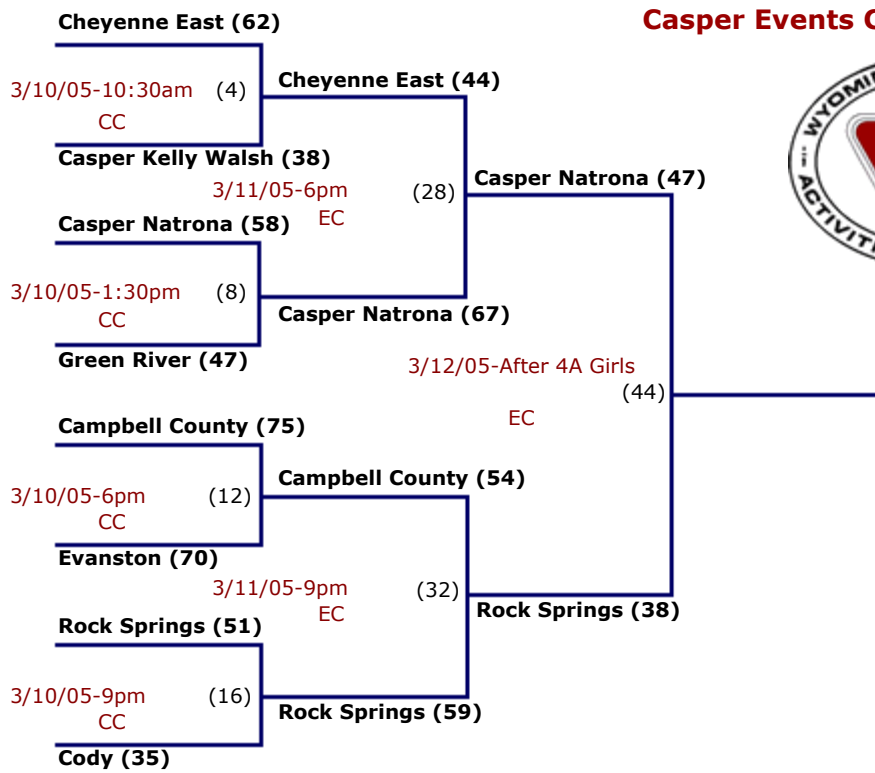 Casper Events
Cheyenne East (62)
3/10/05-10:30am (4)
CC
Casper Kelly Walsh (38)
Cheyenne East (44)
3/11/05-6pm (28)
EC
Casper Natrona (58)
3/10/05-1:30pm (8)
CC
Green River (47)
Casper Natrona (67)
Casper Natrona (47)
3/12/05-After 4A Girls
(44)
EC
Campbell County (75)
3/10/05-6pm (12)
CC
Evanston (70)
Campbell County (54)
3/11/05-9pm (32)
EC
Rock Springs (38)
Rock Springs (51)
3/10/05-9pm (16)
CC
Cody (35)
Rock Springs (59)